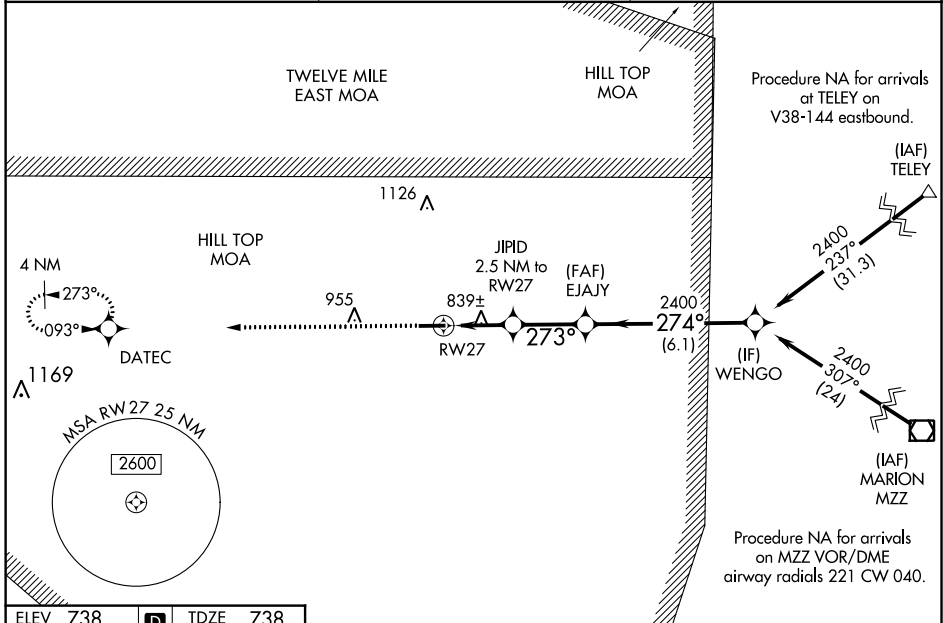 TWELVE MILE
EAST MOA
HILL TOP
MOA
Procedure NA for arrivals
at TELEY on
V38-144 eastbound.
(IAF)
TELEY
1126
2400
237°
(31.3)
HILL TOP
MOA
4 NM
273°
093°
DATEC
1169
955
839±
RW27
JIPID
2.5 NM to
RW27
(FAF)
EJAJY
273°
2400
274°
(6.1)
(IF)
WENGO
2400
307°
(24)
(IAF)
MARION
MZZ
MSA RW27 25 NM
2600
Procedure NA for arrivals
on MZZ VOR/DME
airway radials 221 CW 040.
ELEV 738 D TDZE 738